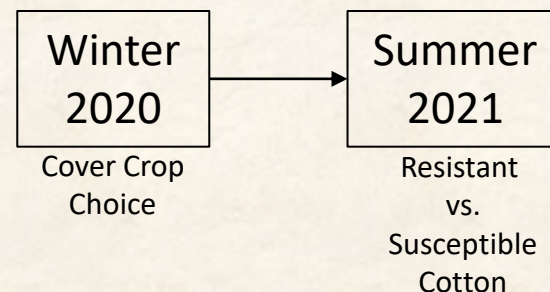 Winter
2020
Cover Crop
Choice
Summer
2021
Resistant
vs.
Susceptible
Cotton